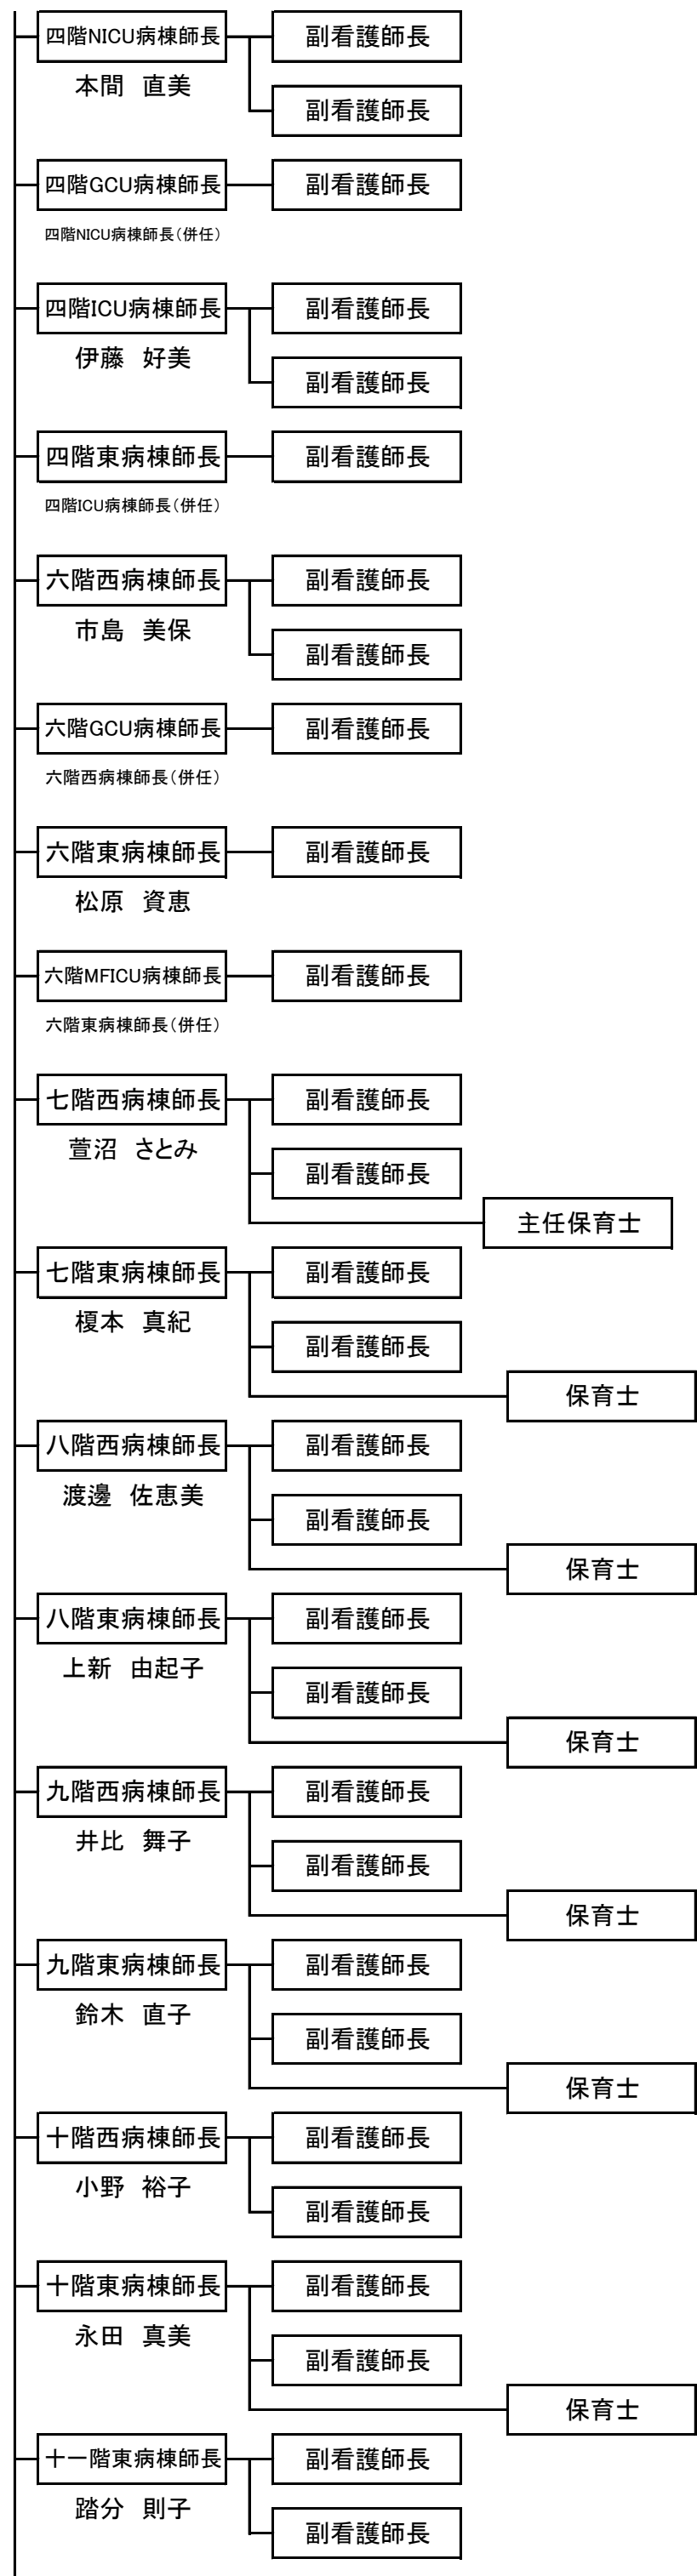 四階NICU病棟師長 副看護師長
本間 直美
副看護師長
四階GCU病棟師長 副看護師長
四階NICU病棟師長(併任)
四階ICU病棟師長 副看護師長
伊藤 好美
副看護師長
四階東病棟師長 副看護師長
四階ICU病棟師長(併任)
六階西病棟師長 副看護師長
市島 美保
副看護師長
六階GCU病棟師長 副看護師長
六階西病棟師長(併任)
六階東病棟師長 副看護師長
松原 資恵
六階MFICU病棟師長 副看護師長
六階東病棟師長(併任)
七階西病棟師長 副看護師長
萱沼 さとみ
副看護師長
主任保育士
七階東病棟師長 副看護師長
榎本 真紀
副看護師長
保育士
八階西病棟師長 副看護師長
渡邊 佐恵美
副看護師長
保育士
八階東病棟師長 副看護師長
上新 由起子
副看護師長
保育士
九階西病棟師長 副看護師長
井比 舞子
副看護師長
保育士
九階東病棟師長 副看護師長
鈴木 直子
副看護師長
保育士
十階西病棟師長 副看護師長
小野 裕子
副看護師長
十階東病棟師長 副看護師長
永田 真美
副看護師長
保育士
十一階東病棟師長 副看護師長
踏分 則子
副看護師長